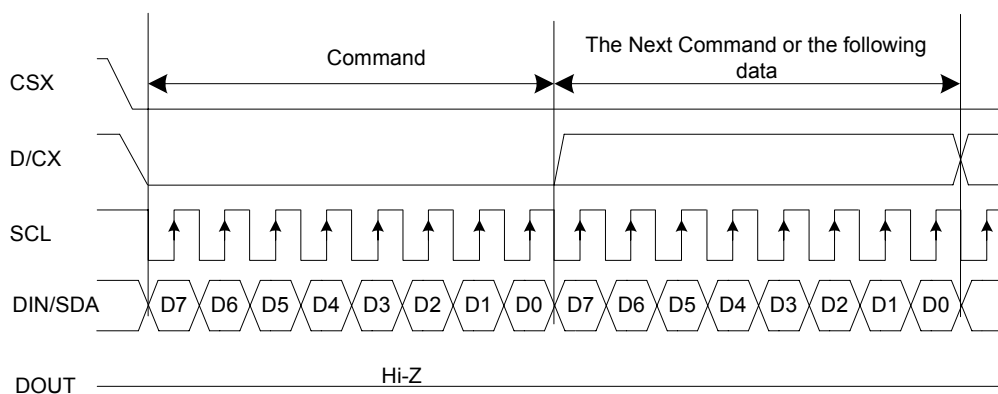 Command
The Next Command or the following
data
CSX
D/CX
SCL
DIN/SDA D7 D6 D5 D4 D3 D2 D1 D0 D7 D6 D5 D4 D3 D2 D1 D0
DOUT Hi-Z